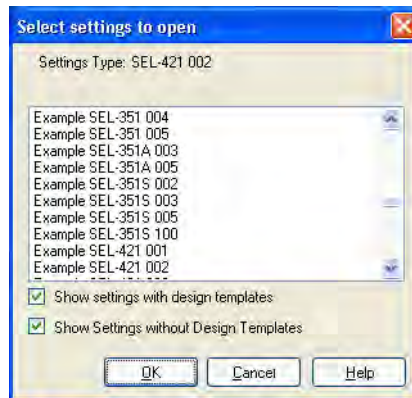 Select settings to open
Settings Type: SEL-421 002
Example SEL-351 004
Example SEL-351 005
Example SEL-351A 003
Example SEL-351A 005
Example SEL-351S 002
Example SEL-351S 003
Example SEL-351S 005
Example SEL-351S 100
Example SEL-421 001
Example SEL-421 002
Show settings with design templates
Show Settings without Design Templates
OK Cancel Help